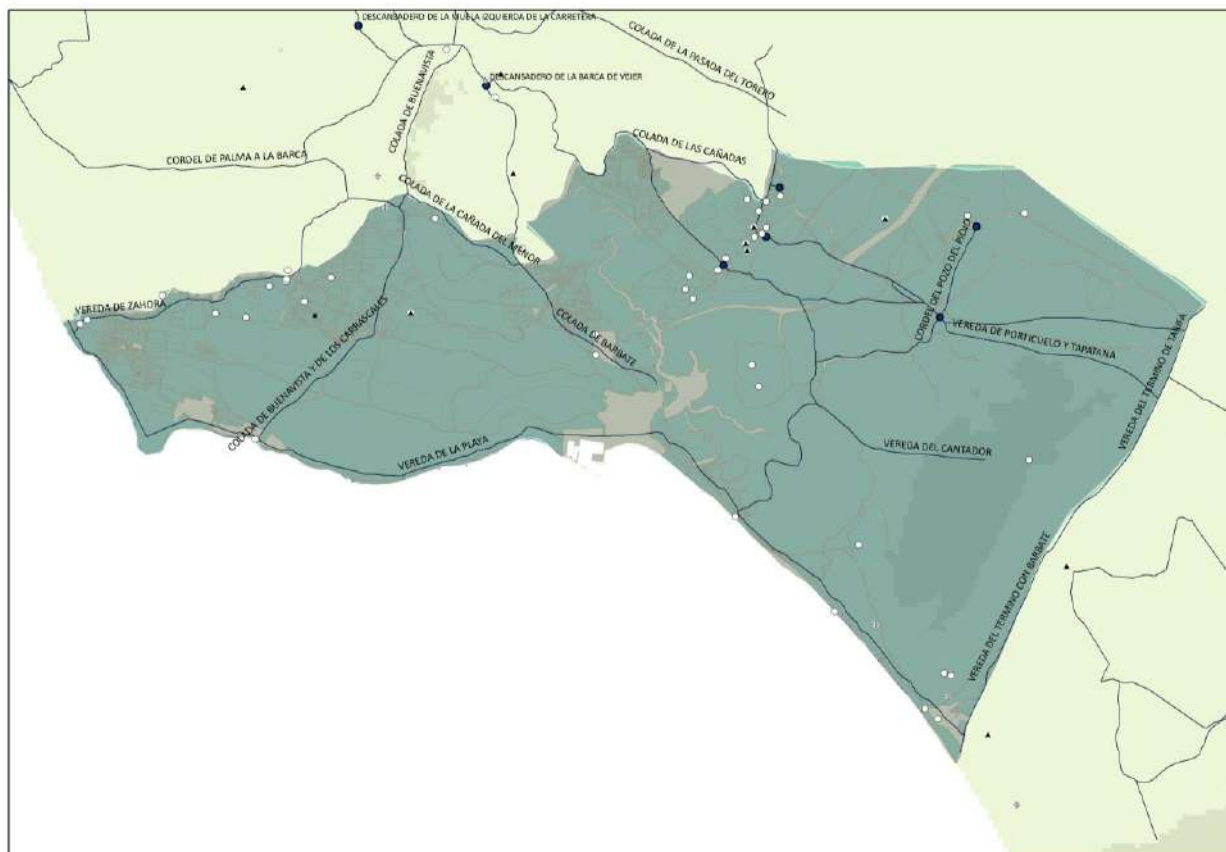 DESCANSADERO DE LA MUELA IZQUIERDA DE LA CARRETERA
COLADA DE LA PASADA DEL TORERO
COLADA DE BUENAVISTA
DESCANSADERO DE LA BARCA DE VEJER
CORDEL DE PALMA A LA BARCA
COLADA DE LAS CAÑADAS
COLADA DE LA CAÑADA DEL MENOR
CORDEL DEL POZO DEL PIOJO
VEREDA DE ZAHORA
COLADA DE BARBATE
VEREDA DE PORTICUELO Y TAPATANA
COLADA DE BUENAVISTA Y DE LOS CARRASCALES
VEREDA DEL TERMINO DE TARIFA
VEREDA DE LA PLAYA
VEREDA DEL CANTADOR
VEREDA DEL TERMINO CON BARBATE